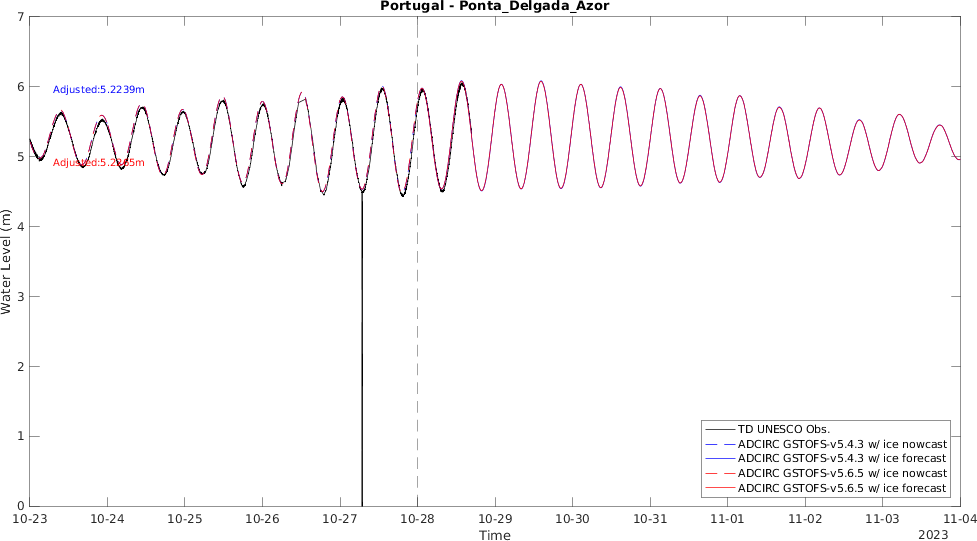 Portugal - Ponta_Delgada_Azor
7
6
5
4
3
2
1
0
Water Level (m)
Adjusted:5.2239m
TD UNESCO Obs.
ADCIRC GSTOFS-v5.4.3 w/ ice nowcast
ADCIRC GSTOFS-v5.4.3 w/ ice forecast
ADCIRC GSTOFS-v5.6.5 w/ ice nowcast
ADCIRC GSTOFS-v5.6.5 w/ ice forecast
10-23 10-24 10-25 10-26 10-27 10-28 10-29 10-30 10-31 11-01 11-02 11-03 11-04
Time
2023